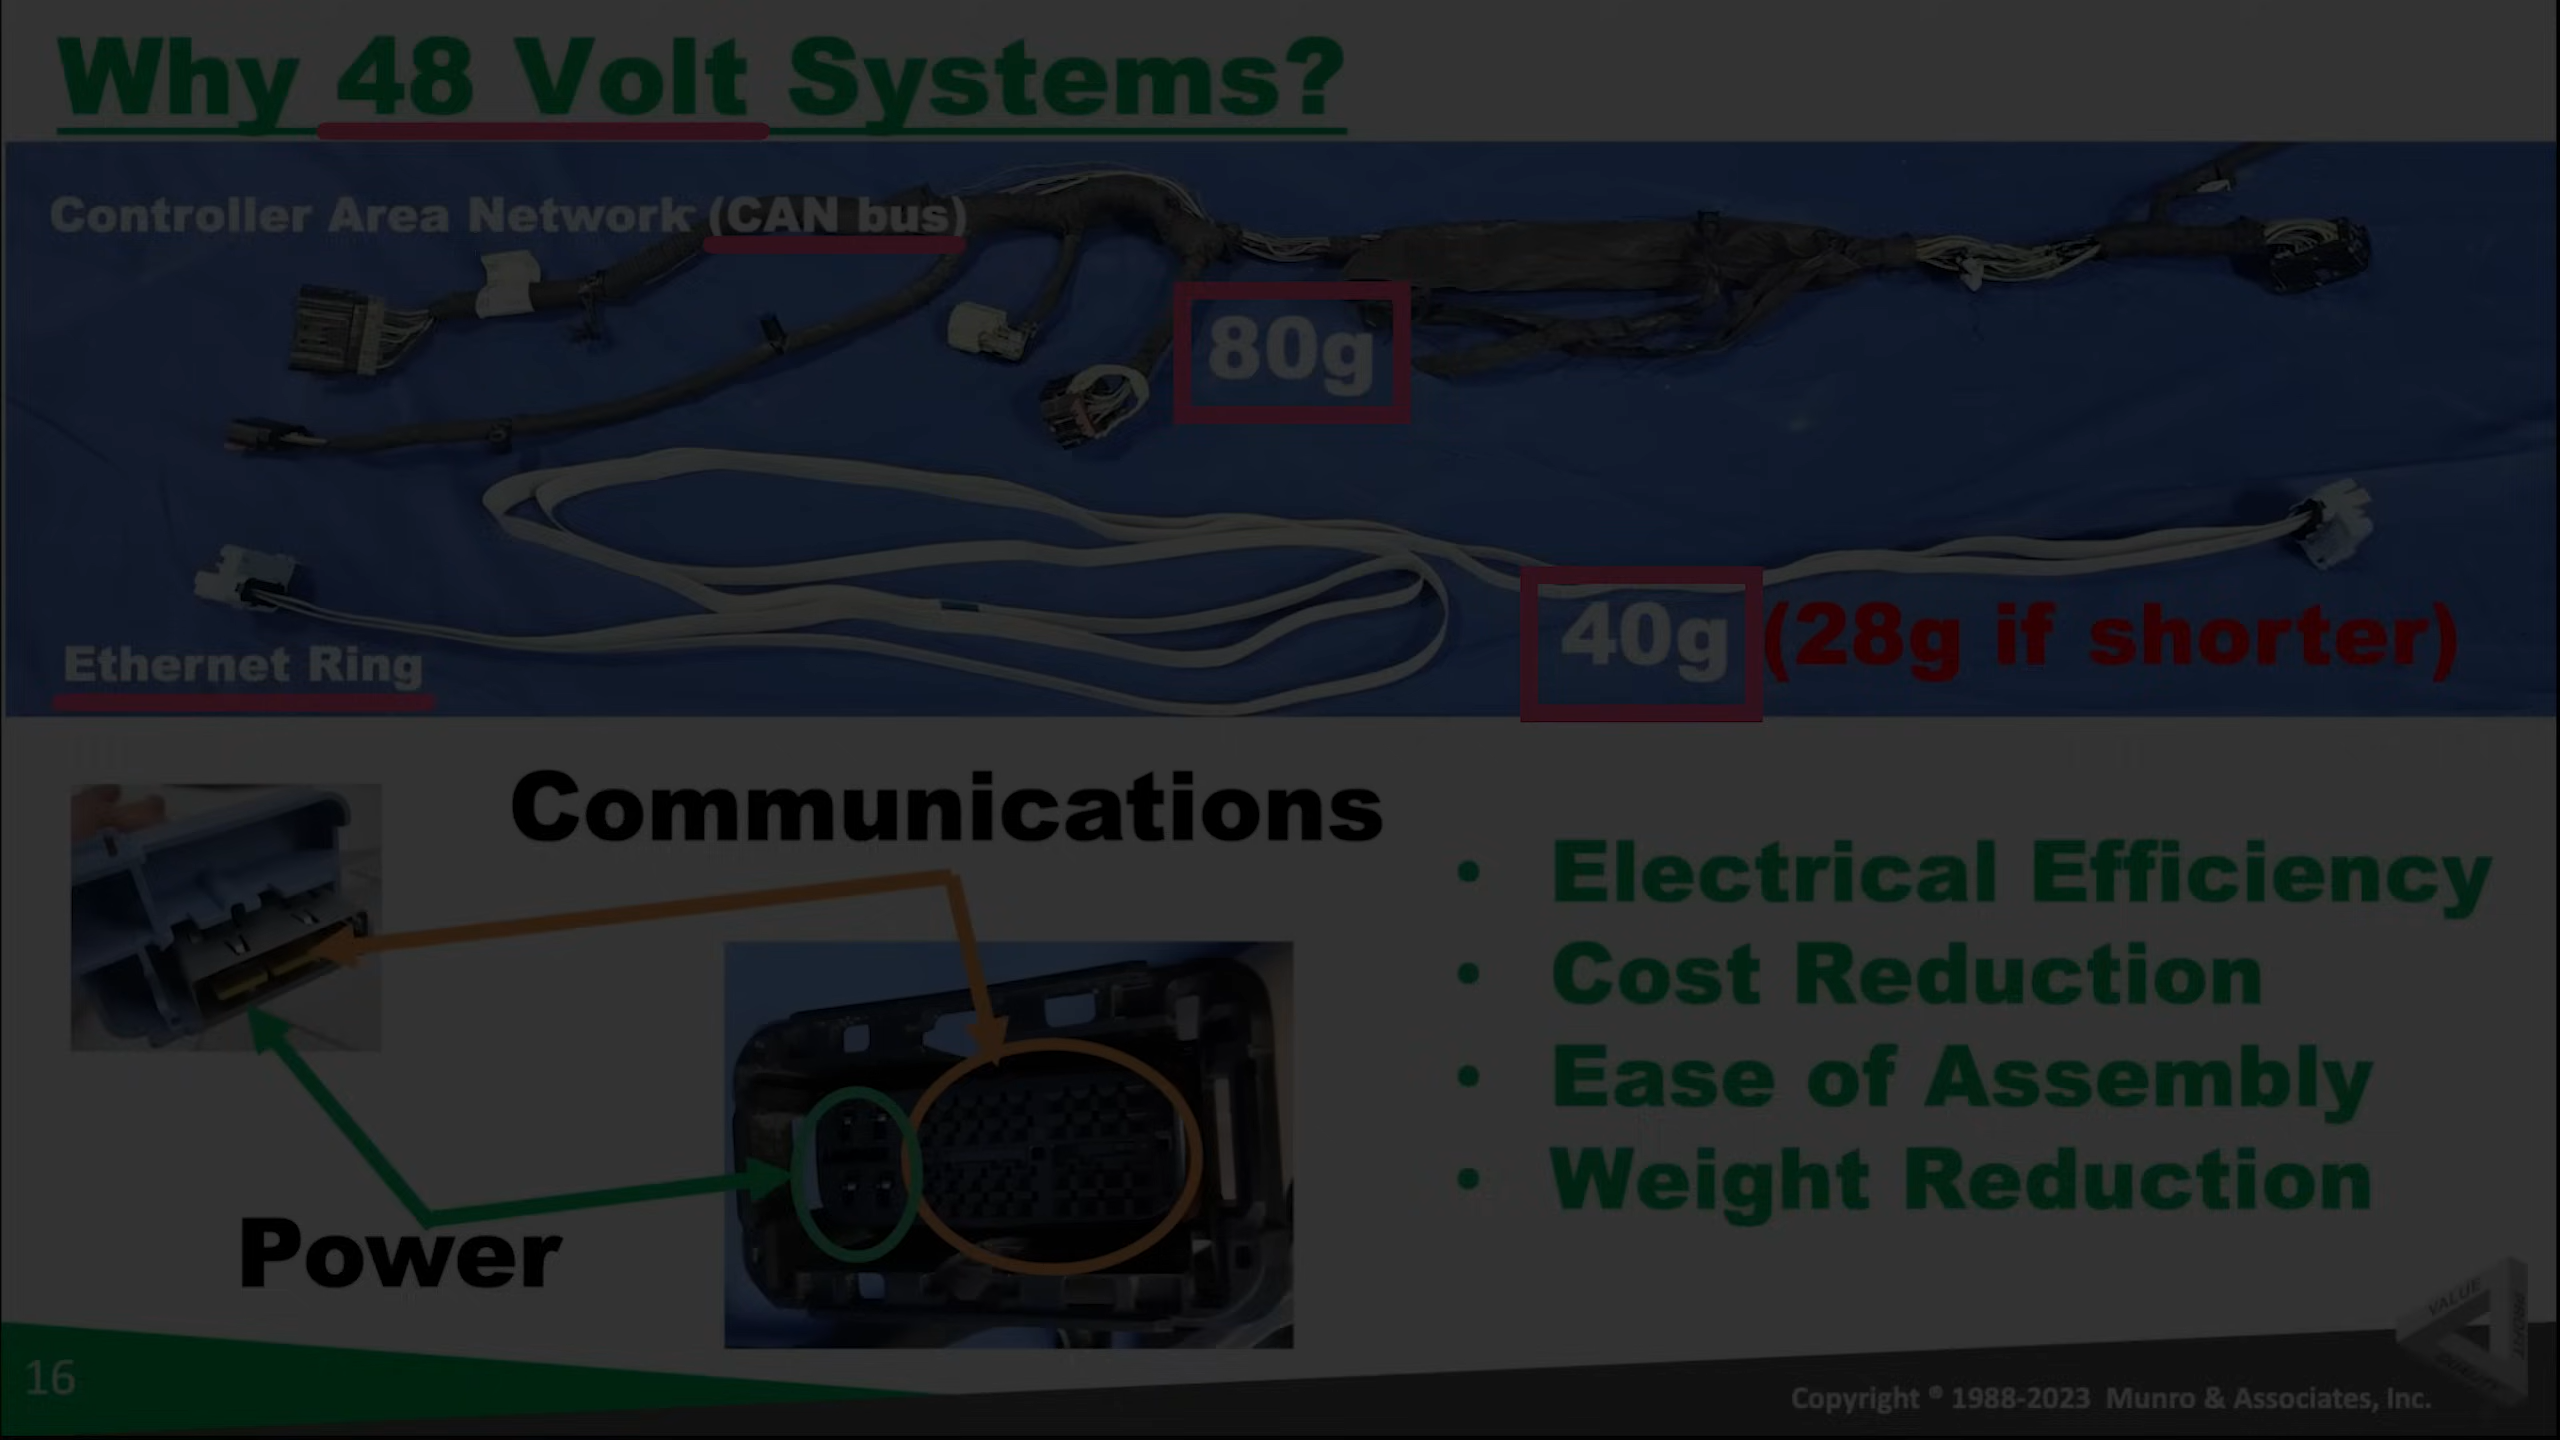 Why 48 Volt Systems?
Controller Area Network (CAN bus)
80g
40g (28g if shorter)
Ethernet Ring
Communications
Power
• Electrical Efficiency
• Cost Reduction
• Ease of Assembly
• Weight Reduction
16
VALUE
Copyright © 1988-2023 Munro & Associates, Inc.